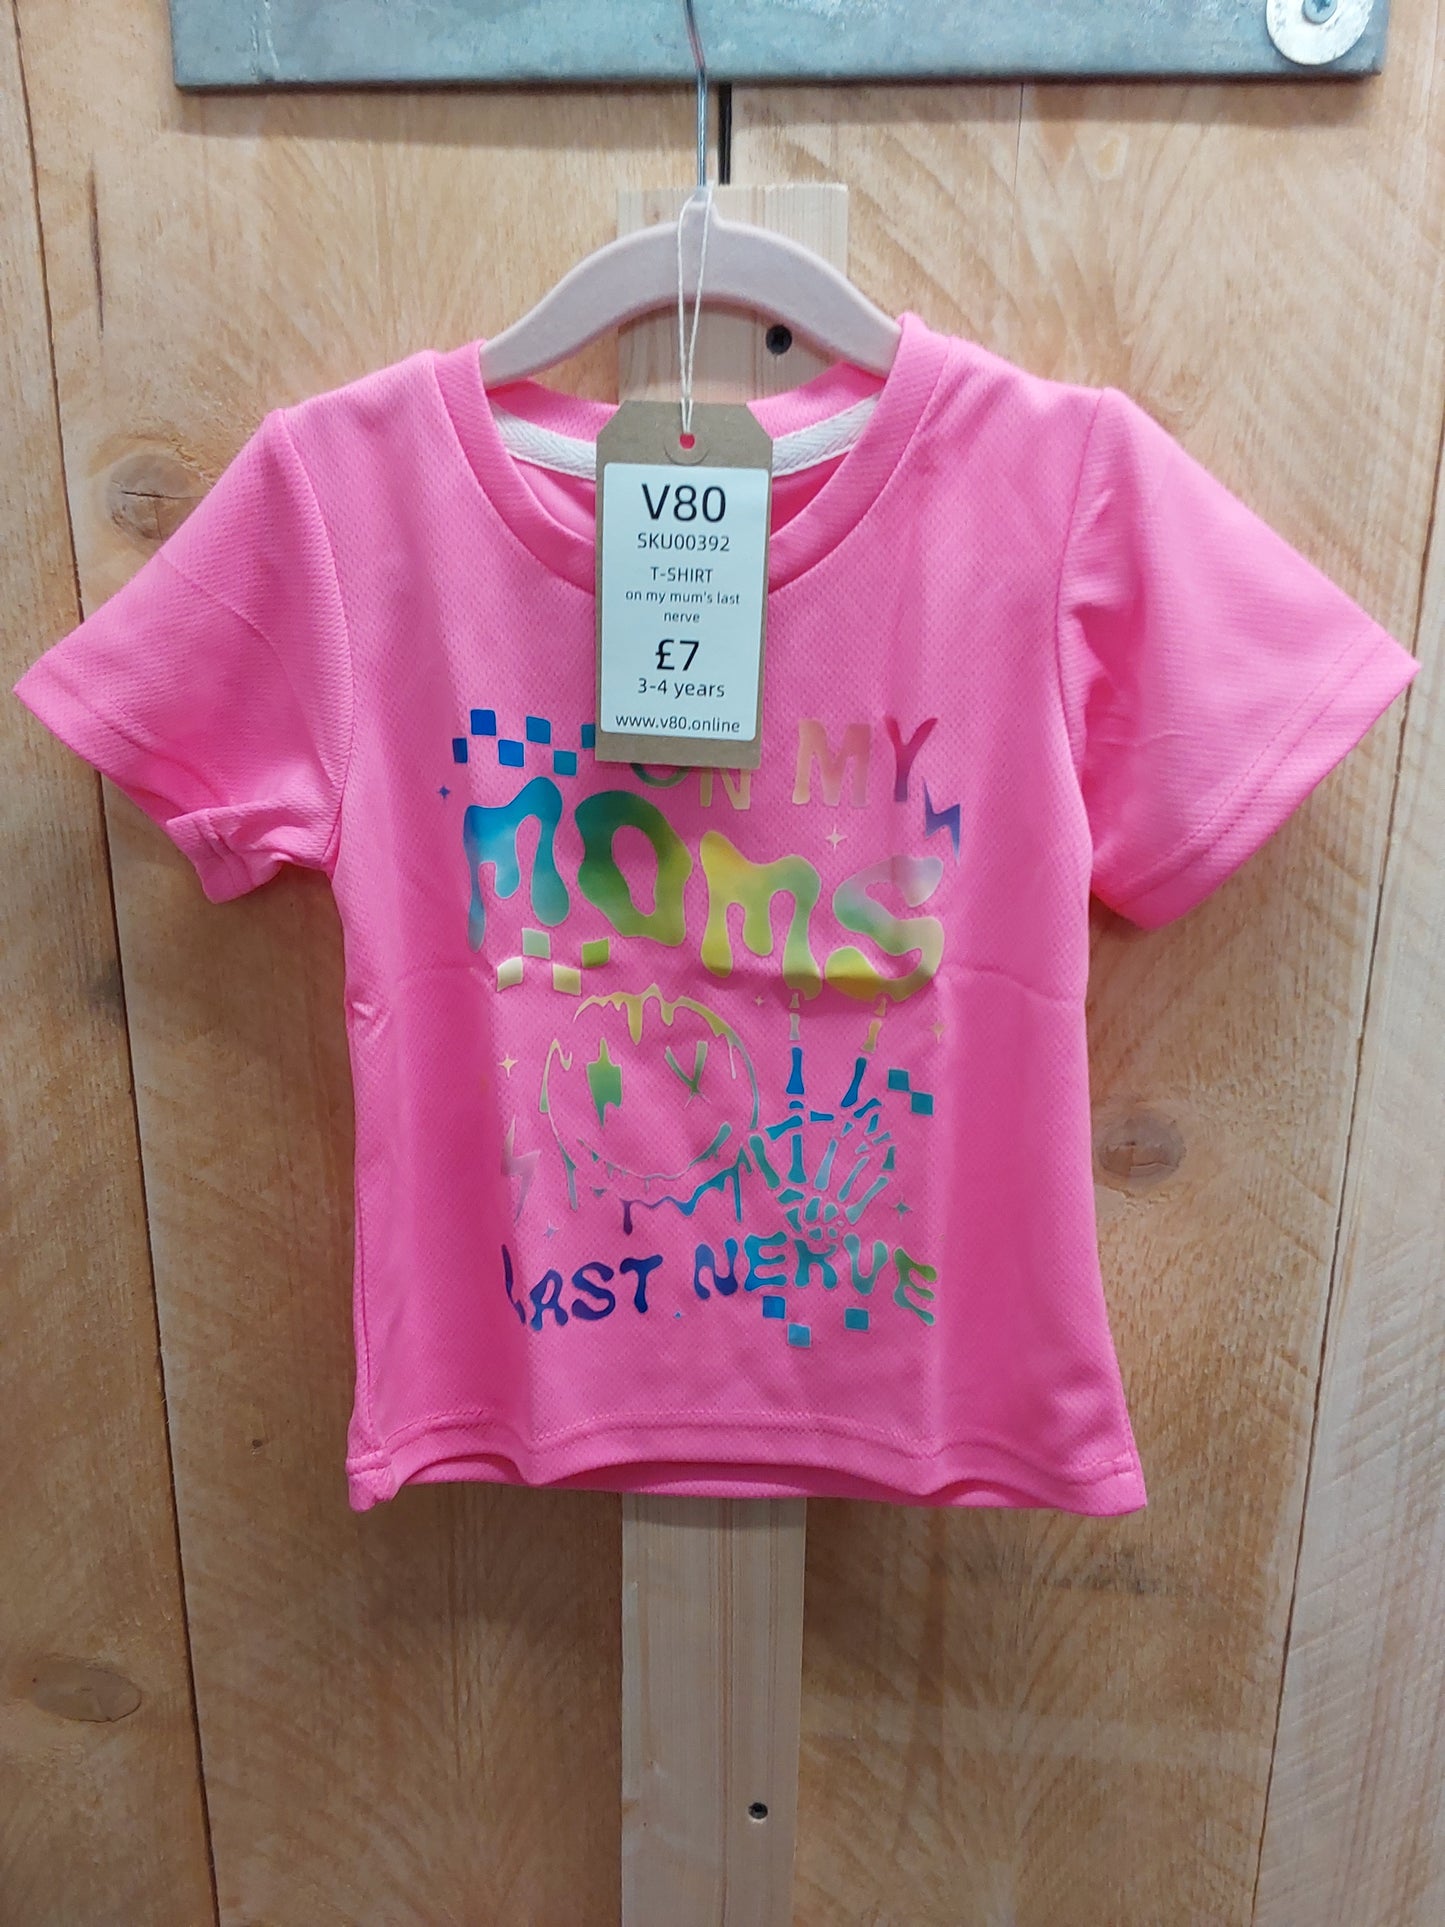 V80
SKU00392
T-SHIRT
on my mum's last
nerve
£7
3-4 years
www.v80.online
ON MY
MOMS
LAST NERVE